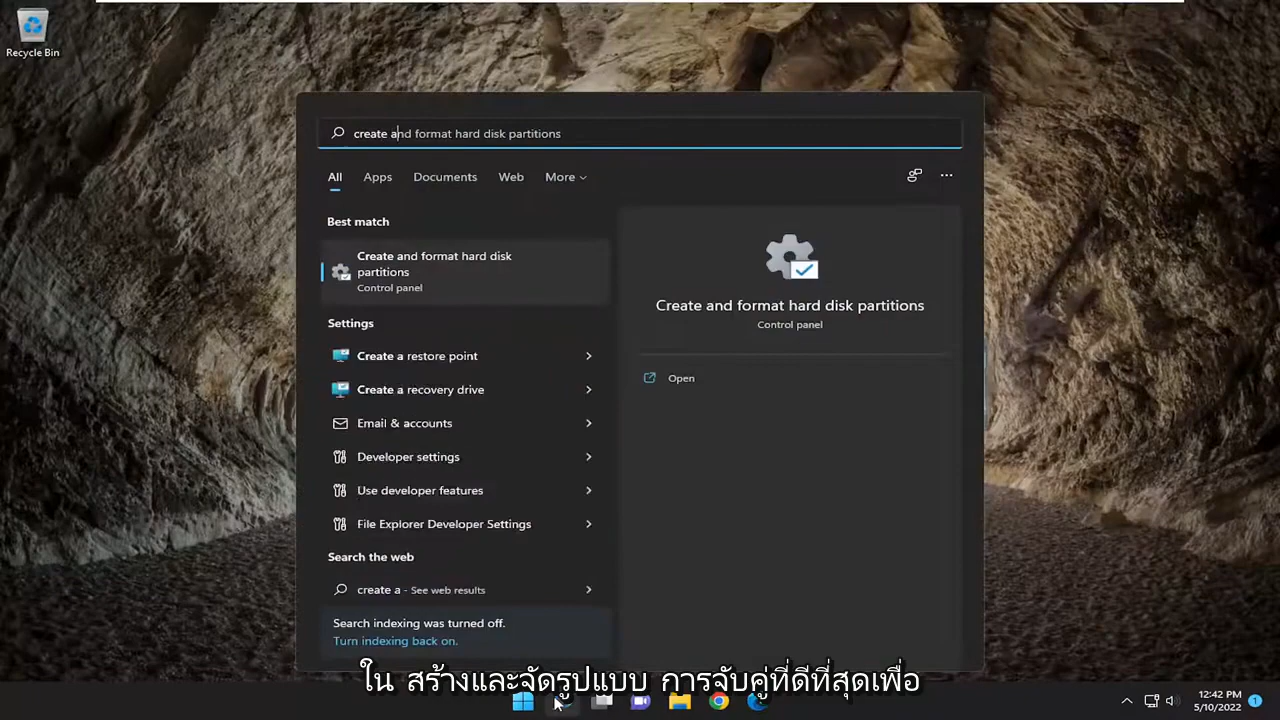 Recycle Bin
create and format hard disk partitions
All Apps Documents Web More
Best match
Create and format hard disk
partitions
Control panel
Settings
Create a restore point
Create a recovery drive
Email & accounts
Developer settings
Use developer features
File Explorer Developer Settings
Search the web
create a - See web results
Search indexing was turned off.
Turn indexing back on.
Create and format hard disk partitions
Control panel
Open
ใน สร้างและจัดรูปแบบ การจับคู่ที่ดีที่สุดเพื่อ
12:42 PM
5/10/2022
1